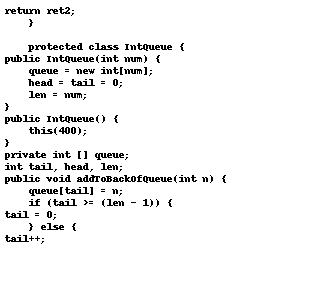 return ret2;
}
protected class IntQueue {
public IntQueue(int num) {
queue = new int[num];
head = tail = 0;
len = num;
}
public IntQueue() {
this(400);
}
private int [] queue;
int tail, head, len;
public void addToBackOfQueue(int n) {
queue[tail] = n;
if (tail >= (len - 1)) {
tail = 0;
} else {
tail++;